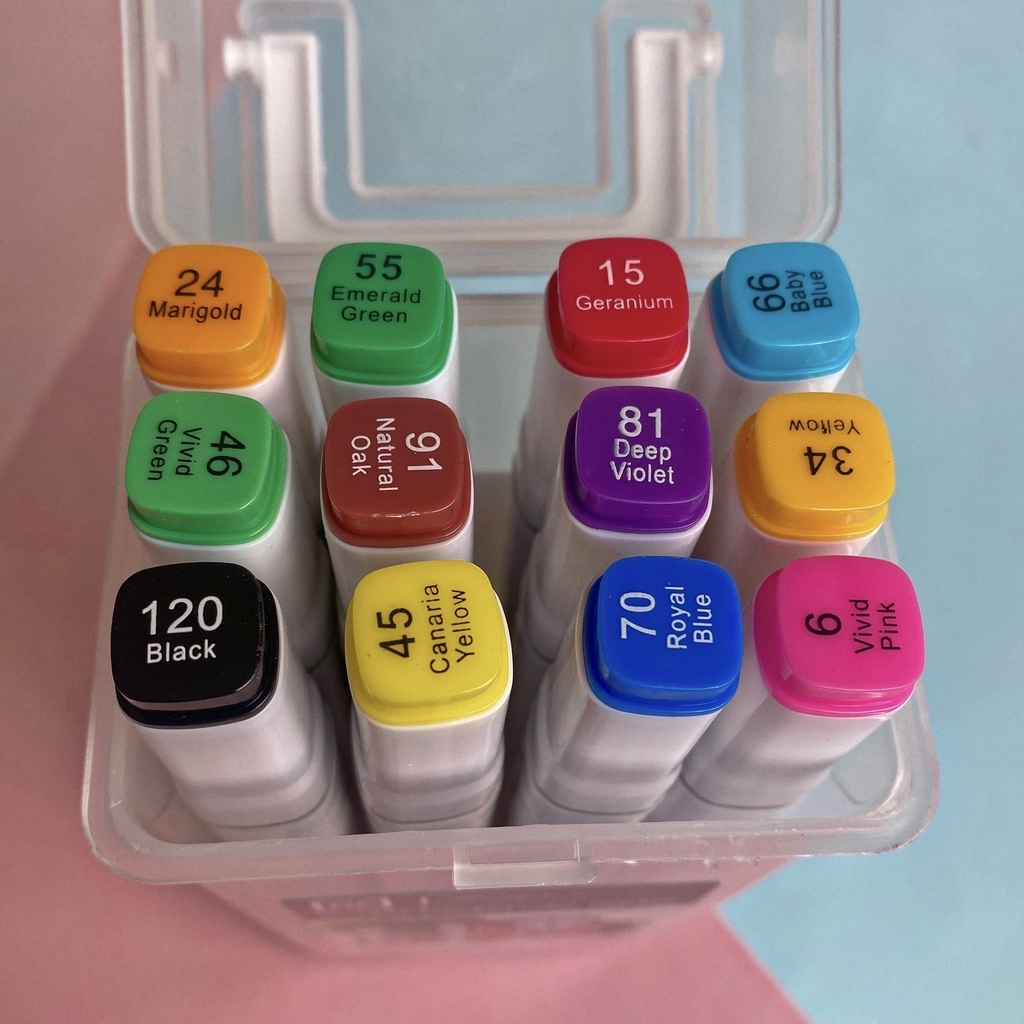 24
Marigold
55
Emerald
Green
15
Geranium
66
Baby
Blue
46
Vivid
Green
91
Natural
Oak
81
Deep
Violet
34
Yellow
120
Black
45
Canaria
Yellow
70
Royal
Blue
6
Vivid
Pink